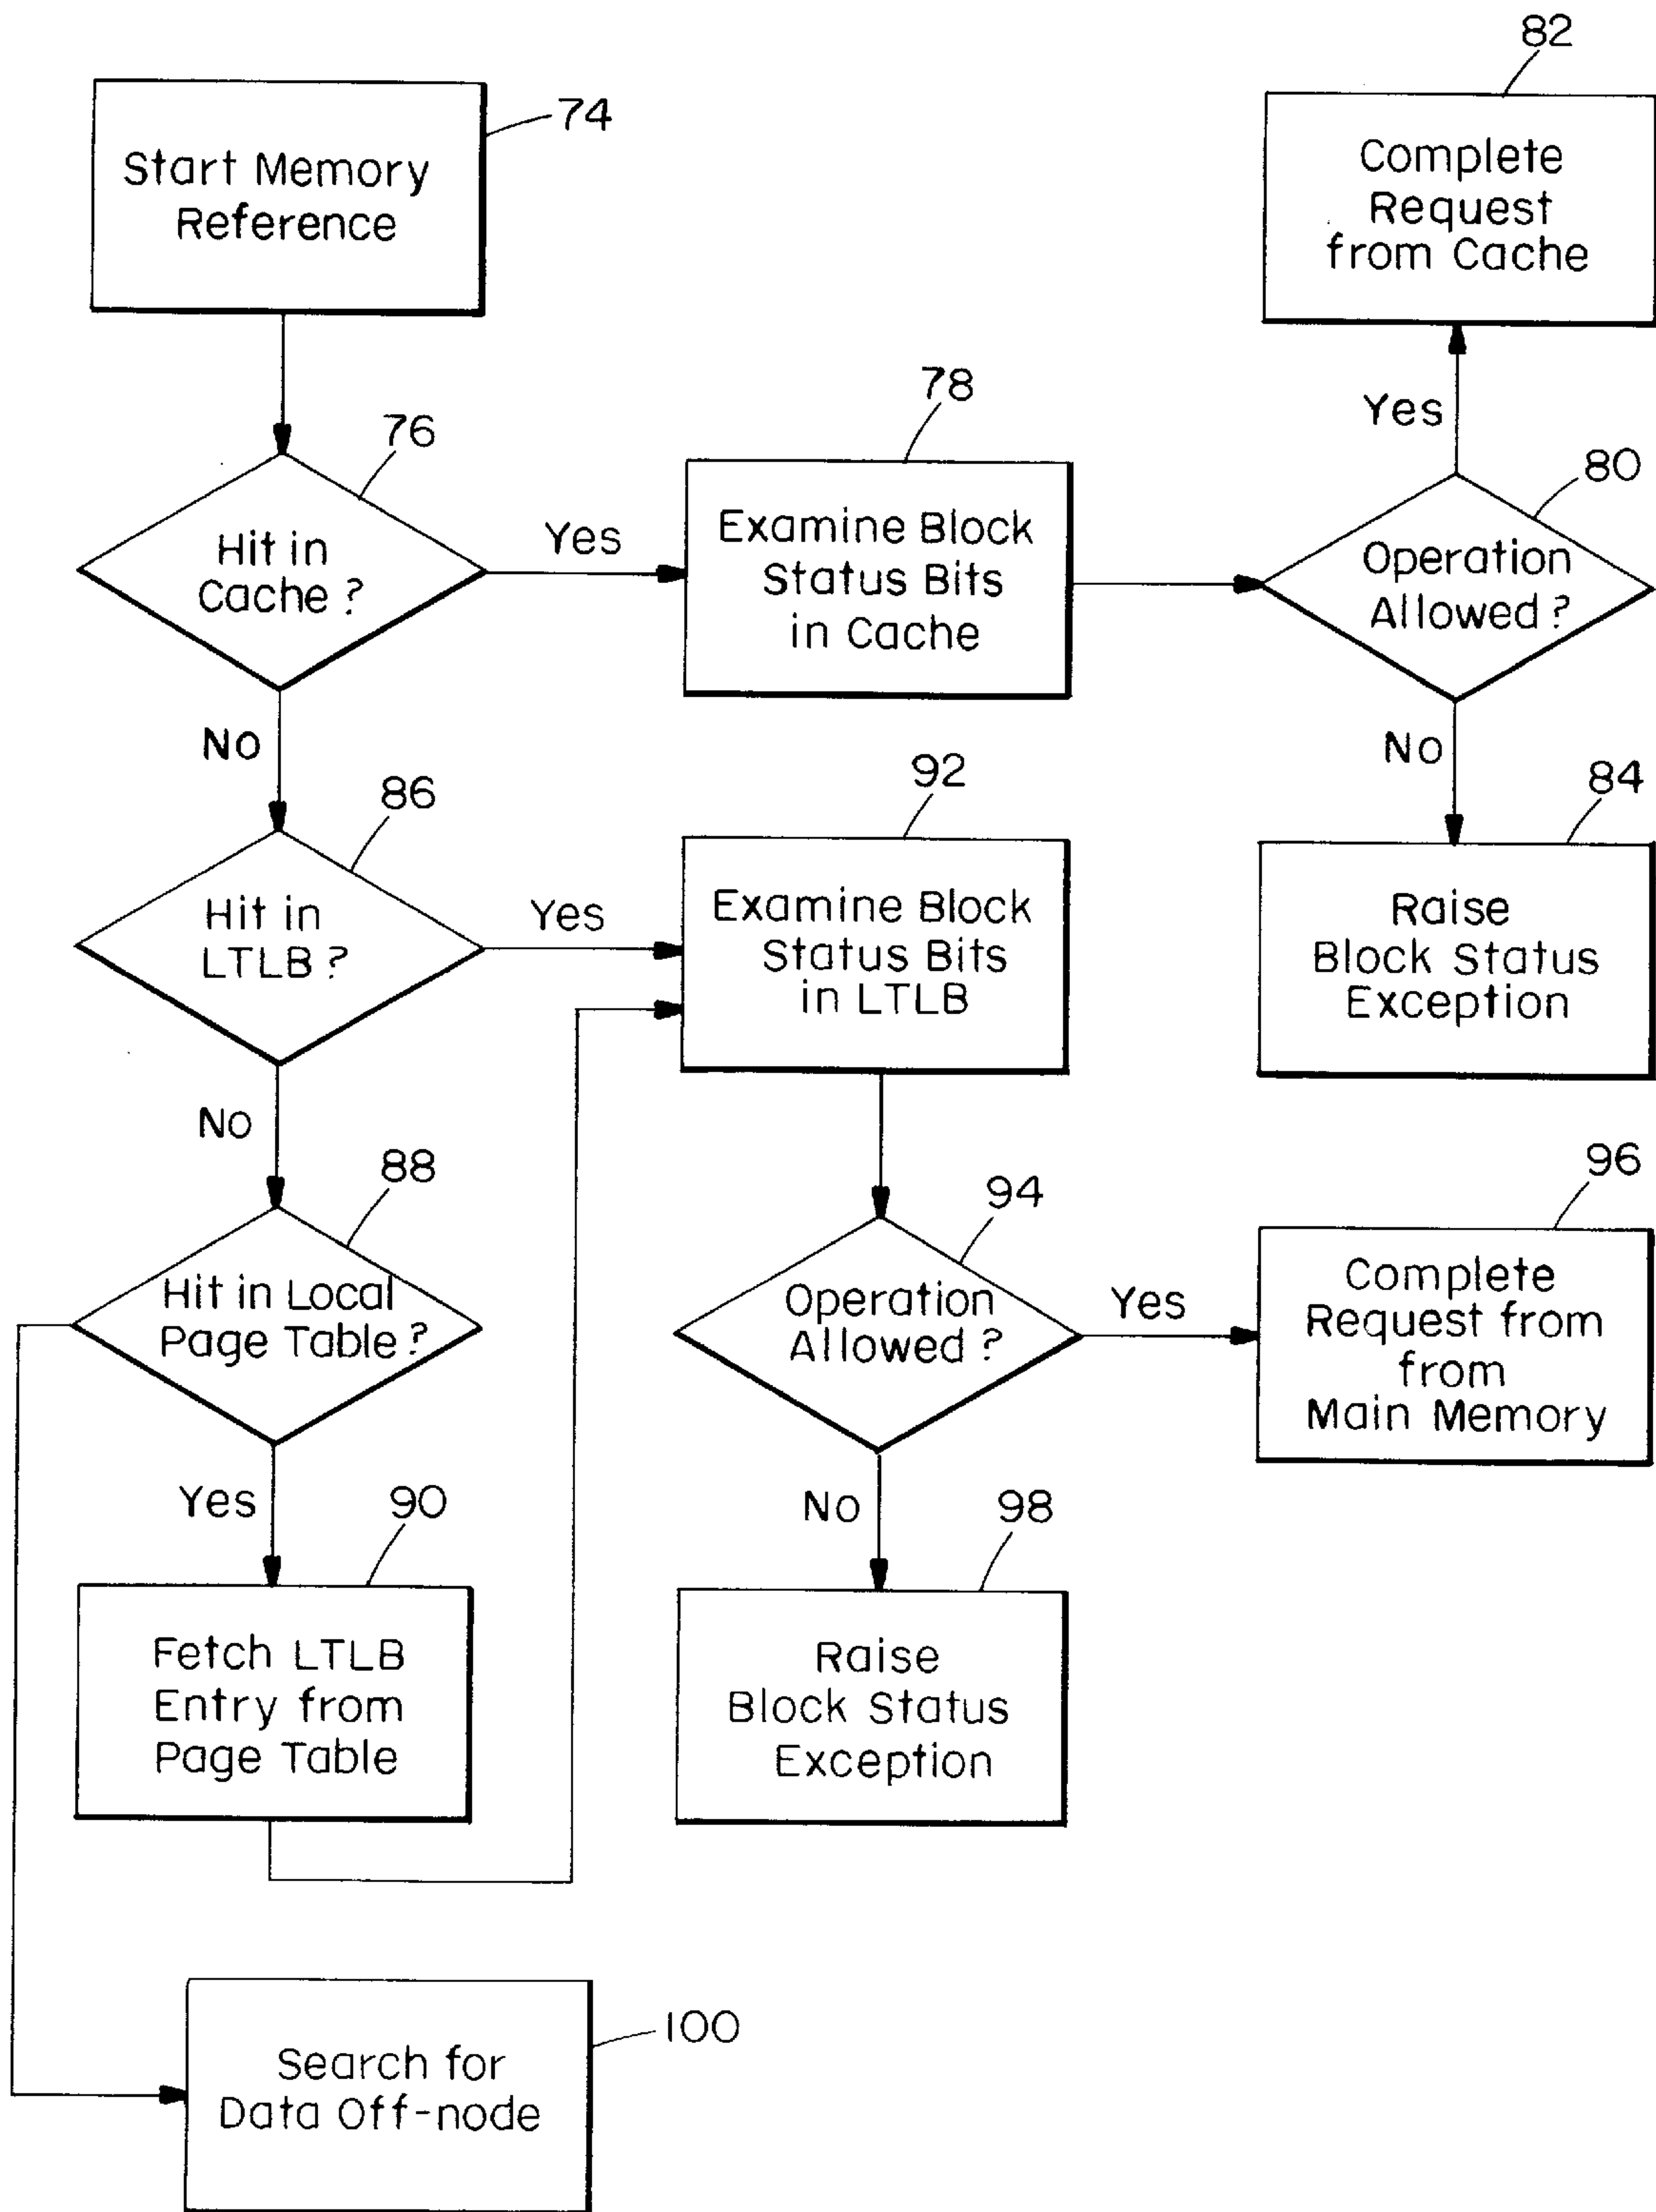 82
74
Start Memory
Reference
Complete
Request
from Cache
Yes
76
78
80
Hit in
Cache ?
Yes
Examine Block
Status Bits
in Cache
Operation
Allowed ?
No
No
86
92
84
Hit in
LTLB ?
Yes
Examine Block
Status Bits
in LTLB
Raise
Block Status
Exception
No
88
94
96
Hit in Local
Page Table ?
Operation
Allowed ?
Yes
Complete
Request from
from
Main Memory
Yes
90
No
98
Fetch LTLB
Entry from
Page Table
Raise
Block Status
Exception
100
Search for
Data Off-node